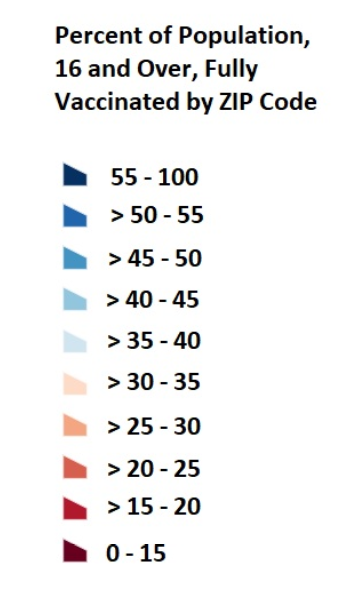 Percent of Population,
16 and Over, Fully
Vaccinated by ZIP Code
55 - 100
> 50 - 55
> 45 - 50
> 40 - 45
> 35 - 40
> 30 - 35
> 25 - 30
> 20 - 25
> 15 - 20
0 - 15